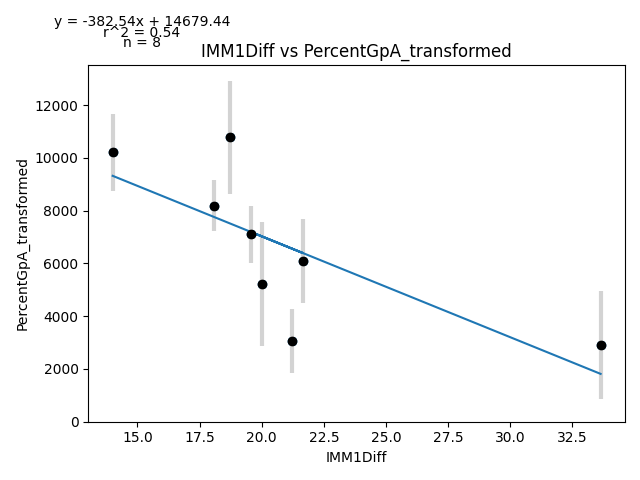 y = -382.54x + 14679.44
r^2 = 0.54
n = 8
IMM1Diff vs PercentGpA_transformed
12000
10000
8000
6000
4000
2000
0
PercentGpA_transformed
15.0 17.5 20.0 22.5 25.0 27.5 30.0 32.5
IMM1Diff